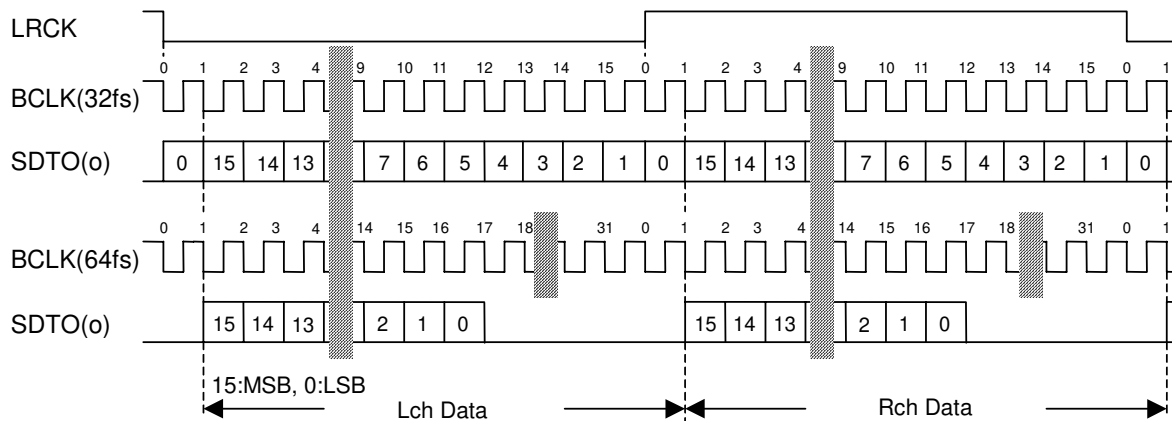 LRCK
0 1 2 3 4 9 10 11 12 13 14 15 0 1 2 3 4 9 10 11 12 13 14 15 0 1
BCLK(32fs)
SDTO(o) 0 15 14 13 7 6 5 4 3 2 1 0 15 14 13 7 6 5 4 3 2 1 0
0 1 2 3 4 14 15 16 17 18 31 0 1 2 3 4 14 15 16 17 18 31 0 1
BCLK(64fs)
SDTO(o) 15 14 13 2 1 0 15 14 13 2 1 0
15:MSB, 0:LSB
Lch Data Rch Data